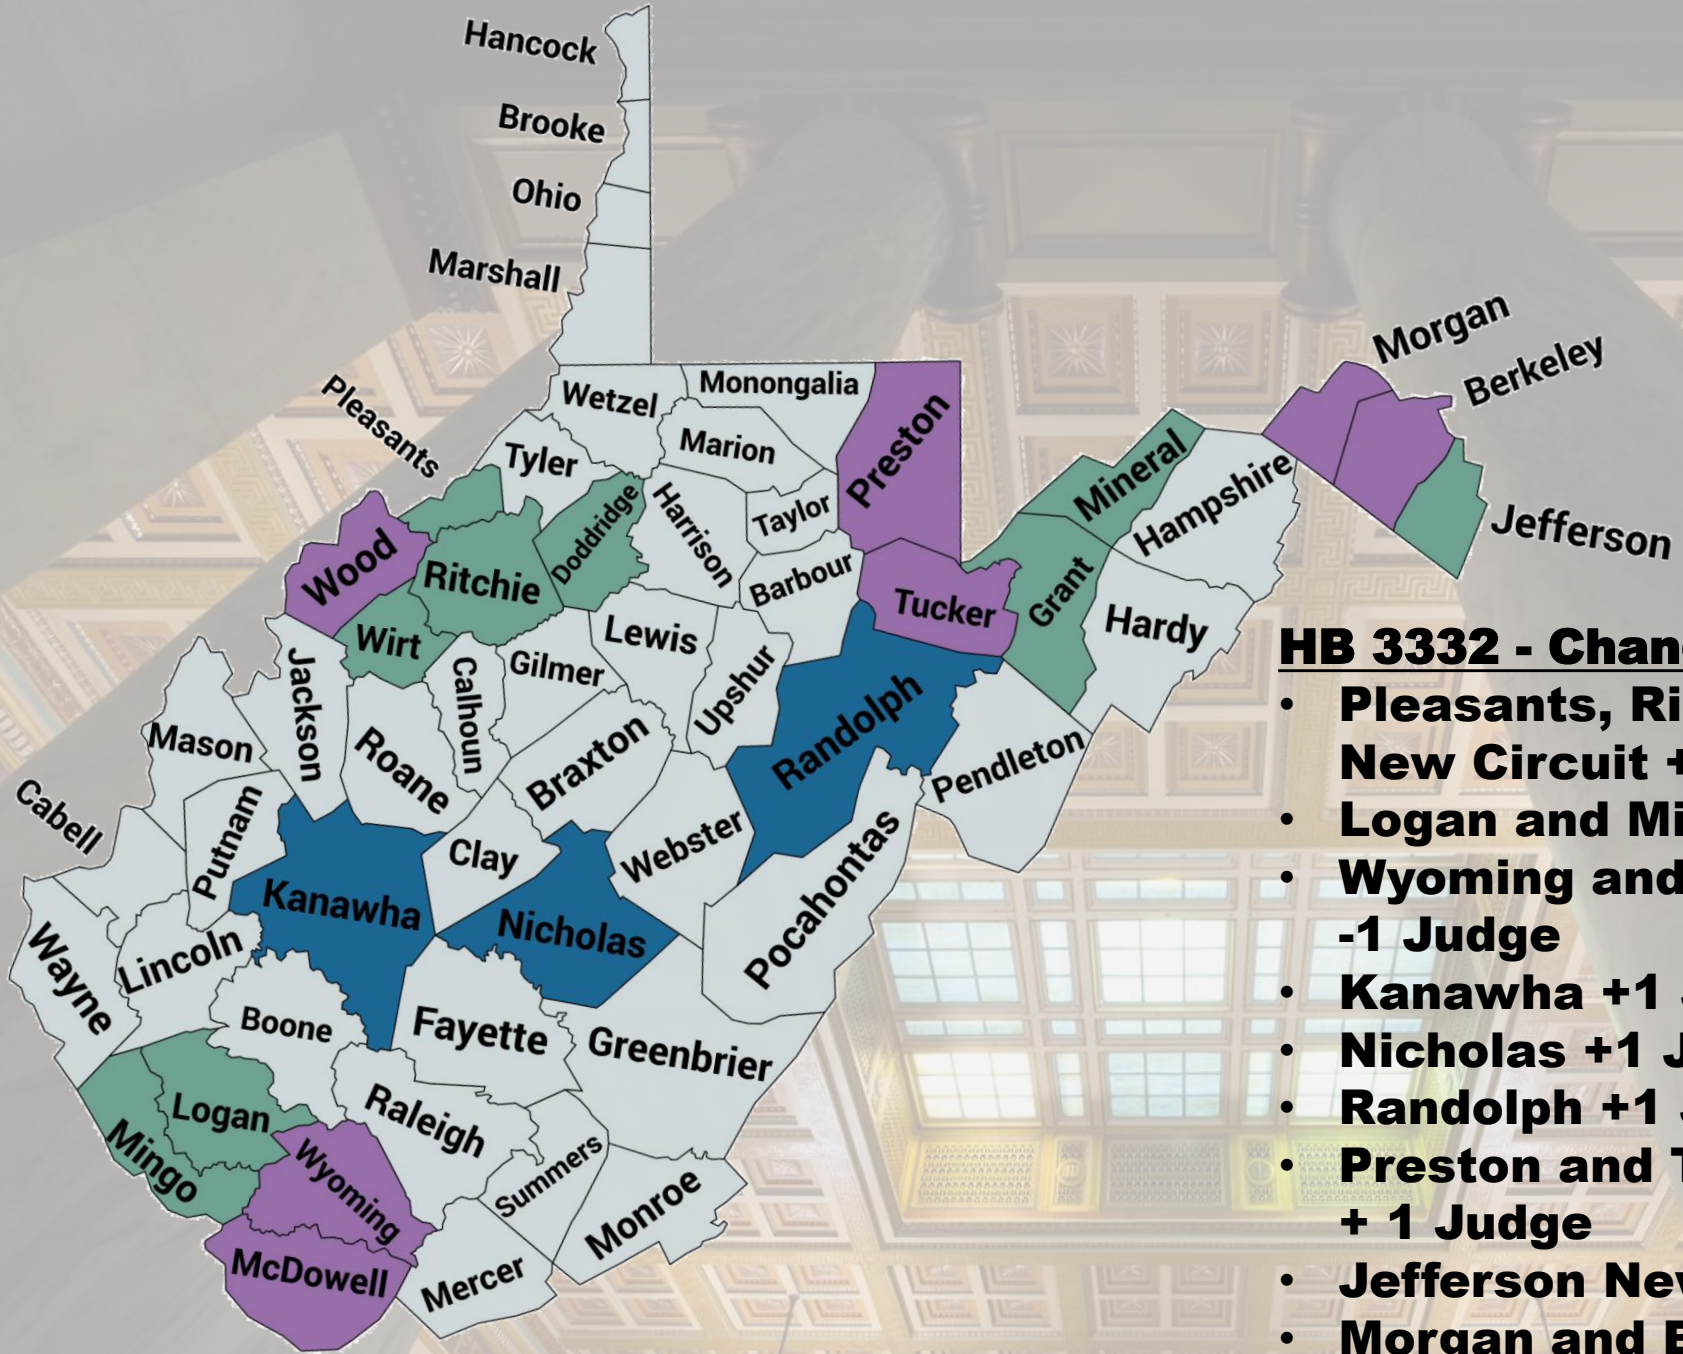 Hancock
Brooke
Ohio
Marshall
Morgan
Berkeley
Pleasants
Wetzel
Monongalia
Tyler
Marion
Preston
Mineral
Hampshire
Jefferson
Doddridge
Harrison
Taylor
Wood
Ritchie
Barbour
Tucker
Grant
Hardy
Wirt
Lewis
Gilmer
Calhoun
Jackson
Upshur
Randolph
Mason
Roane
Braxton
Pendleton
Cabell
Putnam
Clay
Webster
Pocahontas
Kanawha
Nicholas
Wayne
Lincoln
Boone
Fayette
Greenbrier
Logan
Raleigh
Mingo
Wyoming
Summers
Monroe
McDowell
Mercer
HB 3332 - Chan
• Pleasants, Ri
New Circuit +
• Logan and Mi
• Wyoming and
-1 Judge
• Kanawha +1 J
• Nicholas +1 J
• Randolph +1 J
• Preston and T
+ 1 Judge
• Jefferson Nev
• Morgan and B